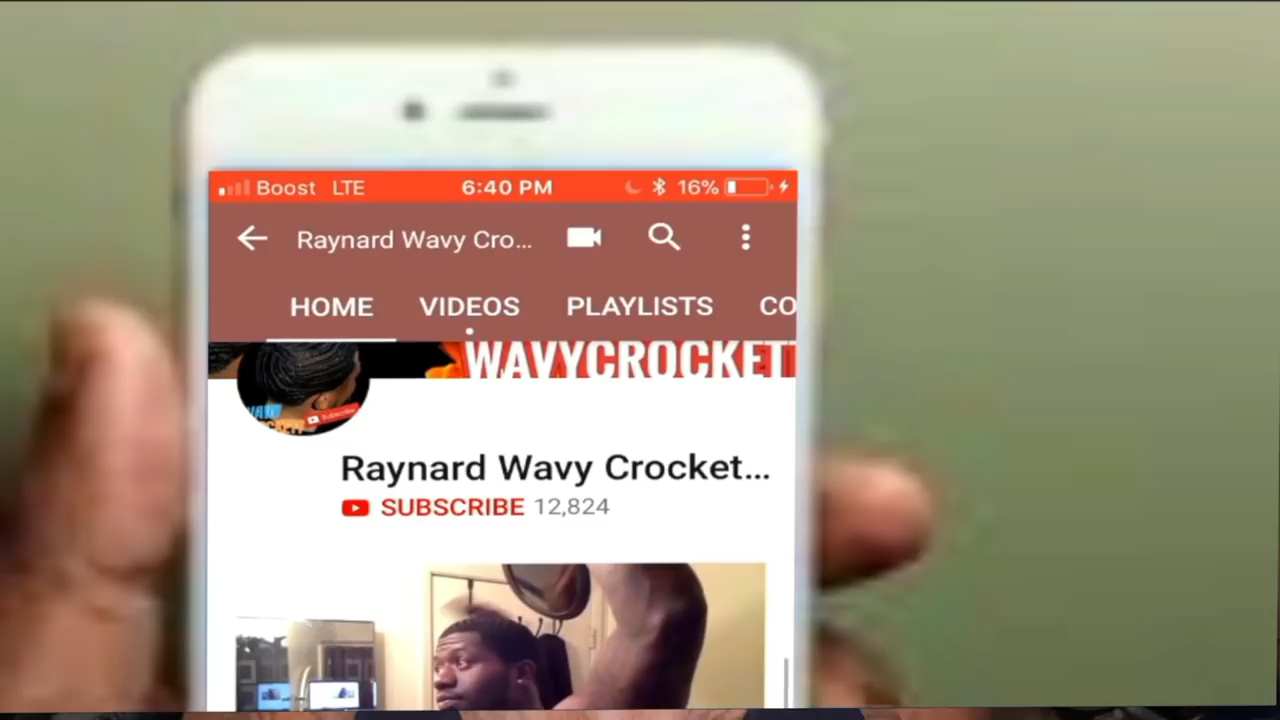 Boost LTE 6:40 PM 16%
Raynard Wavy Cro...
HOME VIDEOS PLAYLISTS CO
WAVYCROCKETT
Subscribe
Raynard Wavy Crocket...
SUBSCRIBE 12,824